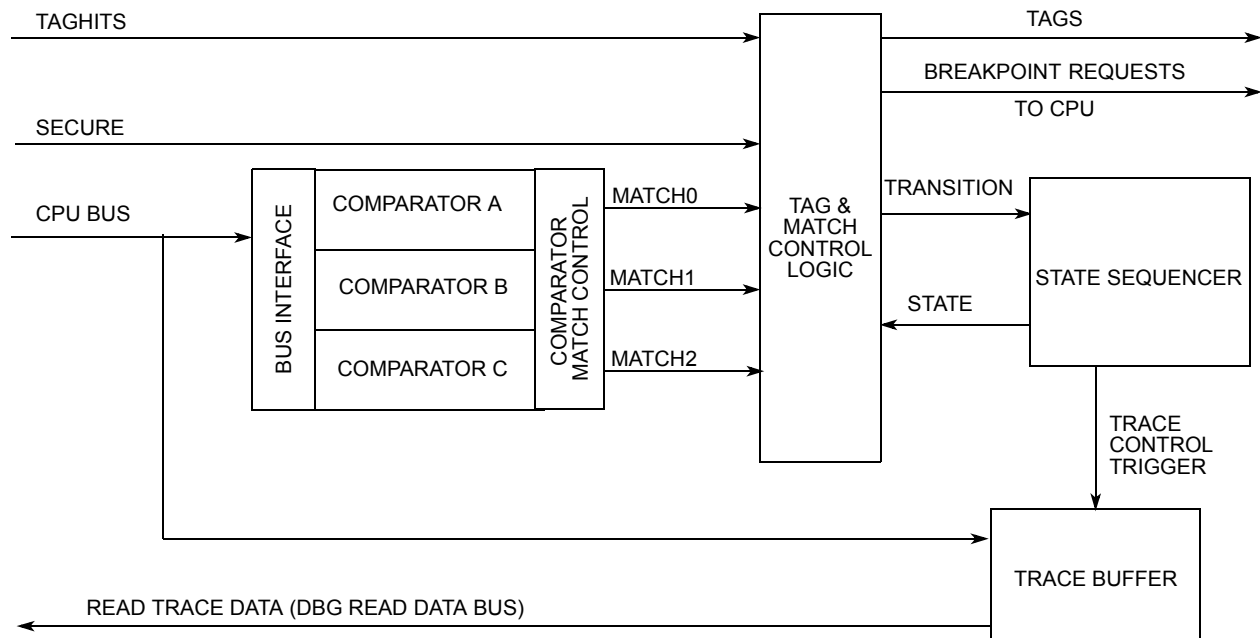 TAGHITS
TAGS
BREAKPOINT REQUESTS
TO CPU
SECURE
CPU BUS
BUS INTERFACE
COMPARATOR A
COMPARATOR B
COMPARATOR C
COMPARATOR
MATCH CONTROL
MATCH0
MATCH1
MATCH2
TAG &
MATCH
CONTROL
LOGIC
TRANSITION
STATE
STATE SEQUENCER
TRACE
CONTROL
TRIGGER
TRACE BUFFER
READ TRACE DATA (DBG READ DATA BUS)